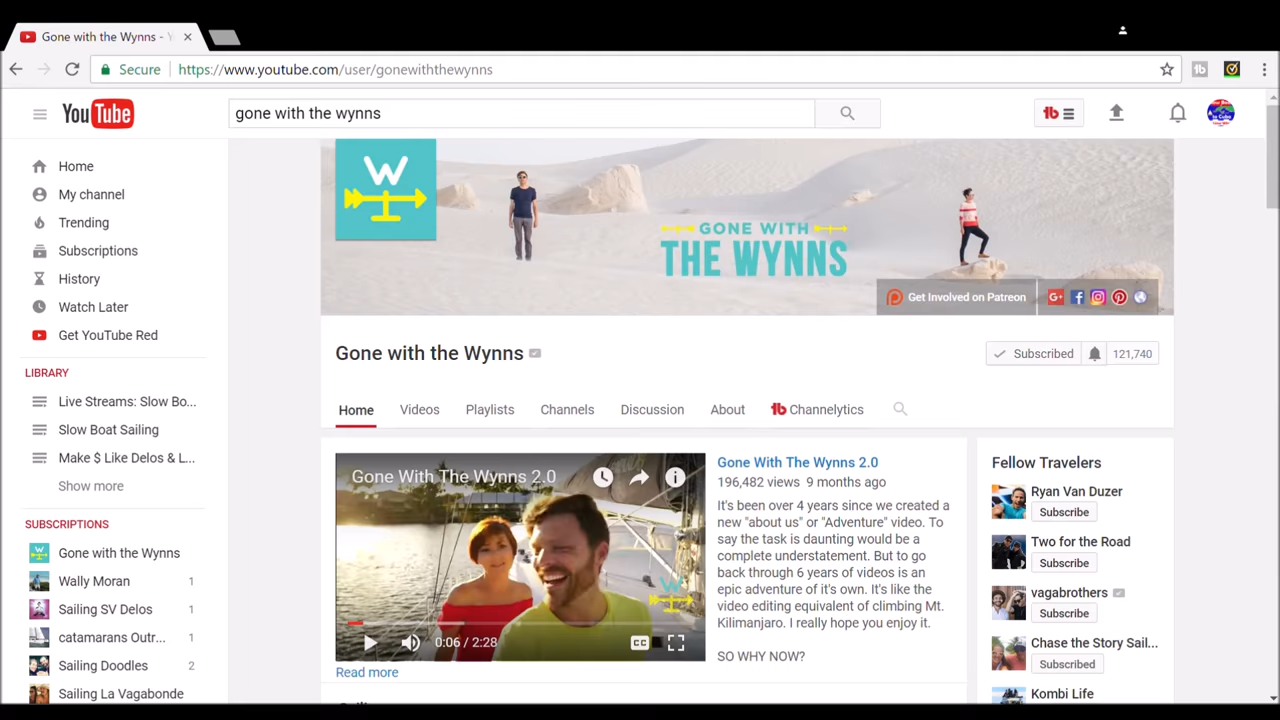 Gone with the Wynns - Y
Secure https://www.youtube.com/user/gonewiththewynns
YouTube
gone with the wynns
Home
My channel
Trending
Subscriptions
History
Watch Later
Get YouTube Red
LIBRARY
Live Streams: Slow Bo...
Slow Boat Sailing
Make $ Like Delos & L...
Show more
SUBSCRIPTIONS
Gone with the Wynns
Wally Moran 1
Sailing SV Delos 1
catamarans Outr... 1
Sailing Doodles 2
Sailing La Vagabonde
W
GONE WITH
THE WYNNS
Get Involved on Patreon
Gone with the Wynns
Subscribed 121,740
Home Videos Playlists Channels Discussion About Channelytics
Gone With The Wynns 2.0
0:06 / 2:28
CC
Read more
Gone With The Wynns 2.0
196,482 views 9 months ago
It's been over 4 years since we created a
new "about us" or "Adventure" video. To
say the task is daunting would be a
complete understatement. But to go
back through 6 years of videos is an
epic adventure of it's own. It's like the
video editing equivalent of climbing Mt.
Kilimanjaro. I really hope you enjoy it.
SO WHY NOW?
Fellow Travelers
Ryan Van Duzer
Subscribe
Two for the Road
Subscribe
vagabrothers
Subscribe
Chase the Story Sail...
Subscribed
Kombi Life